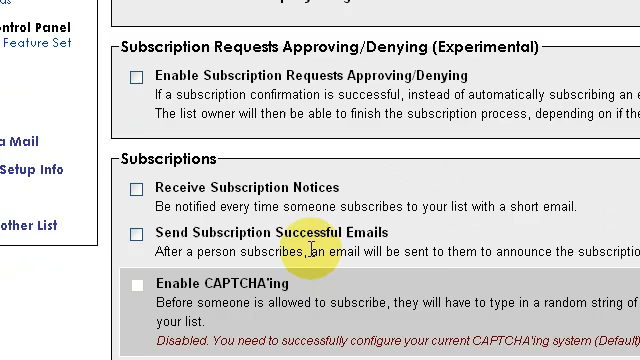 ontrol Panel
Feature Set
a Mail
Setup Info
other List
Subscription Requests Approving/Denying (Experimental)
Enable Subscription Requests Approving/Denying
If a subscription confirmation is successful, instead of automatically subscribing an
The list owner will then be able to finish the subscription process, depending on if the
Subscriptions
Receive Subscription Notices
Be notified every time someone subscribes to your list with a short email.
Send Subscription Successful Emails
After a person subscribes, an email will be sent to them to announce the subscriptio
Enable CAPTCHA'ing
Before someone is allowed to subscribe, they will have to type in a random string of
your list.
Disabled. You need to successfully configure your current CAPTCHA'ing system (Default)